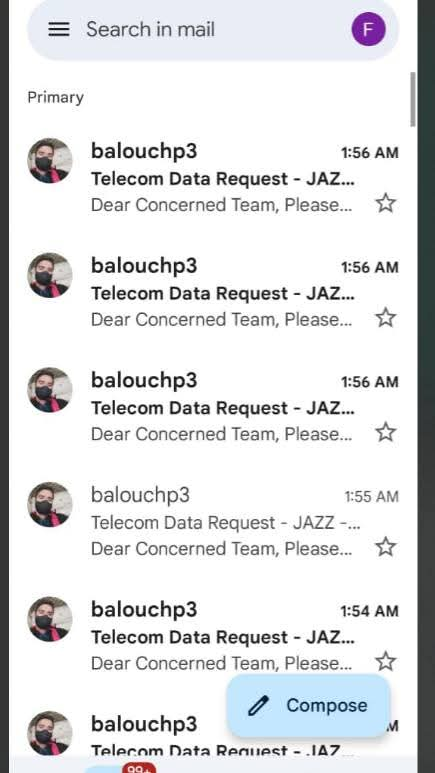 Search in mail
F
Primary
balouchp3 1:56 AM
Telecom Data Request - JAZ...
Dear Concerned Team, Please...
balouchp3 1:56 AM
Telecom Data Request - JAZ...
Dear Concerned Team, Please...
balouchp3 1:56 AM
Telecom Data Request - JAZ...
Dear Concerned Team, Please...
balouchp3 1:55 AM
Telecom Data Request - JAZZ -...
Dear Concerned Team, Please...
balouchp3 1:54 AM
Telecom Data Request - JAZ...
Dear Concerned Team, Please...
Compose
balouchp3 M
Telecom Data Request - JAZ...
99+